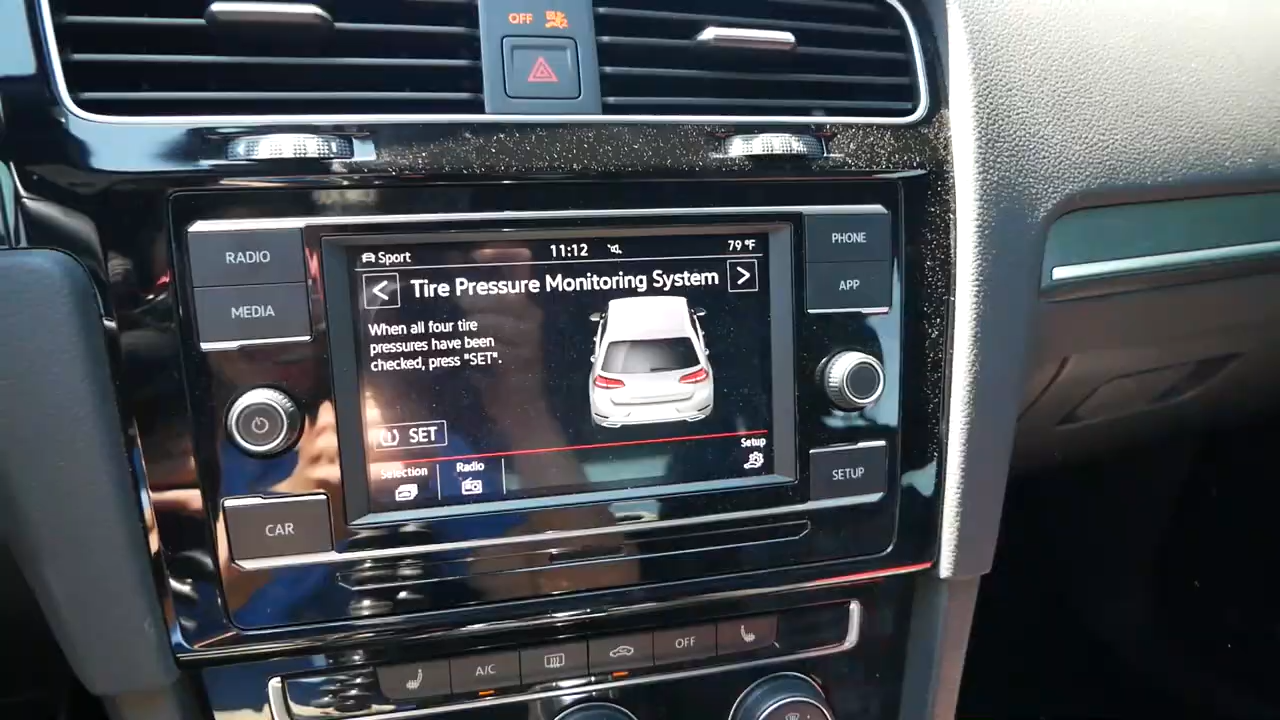 OFF
RADIO
MEDIA
CAR
Sport
11:12
79 °F
Tire Pressure Monitoring System
When all four tire
pressures have been
checked, press "SET".
SET
Selection
Radio
Setup
PHONE
APP
SETUP
A/C
OFF